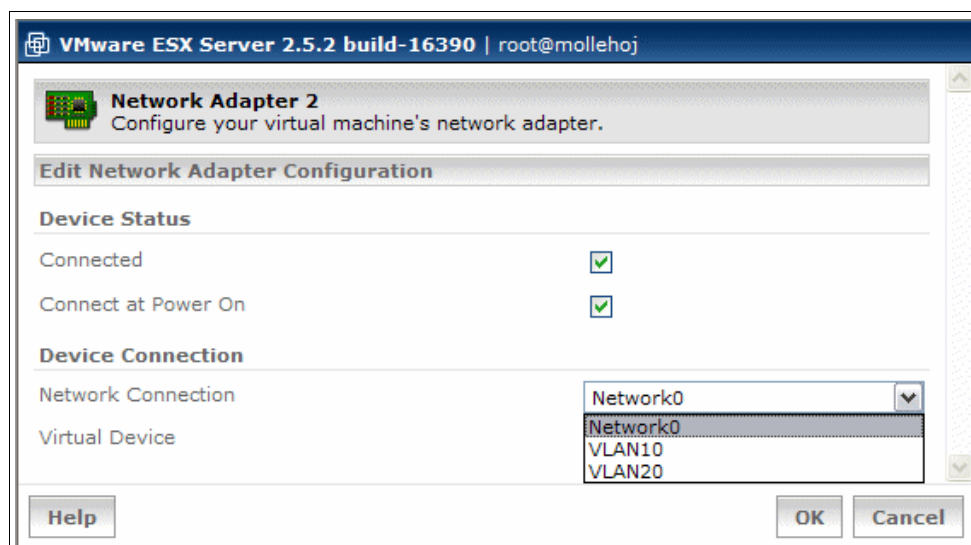 VMware ESX Server 2.5.2 build-16390 | root@mollehoj
Network Adapter 2
Configure your virtual machine's network adapter.
Edit Network Adapter Configuration
Device Status
Connected
Connect at Power On
Device Connection
Network Connection
Network0
Network0
Virtual Device
VLAN10
VLAN20
Help
OK
Cancel